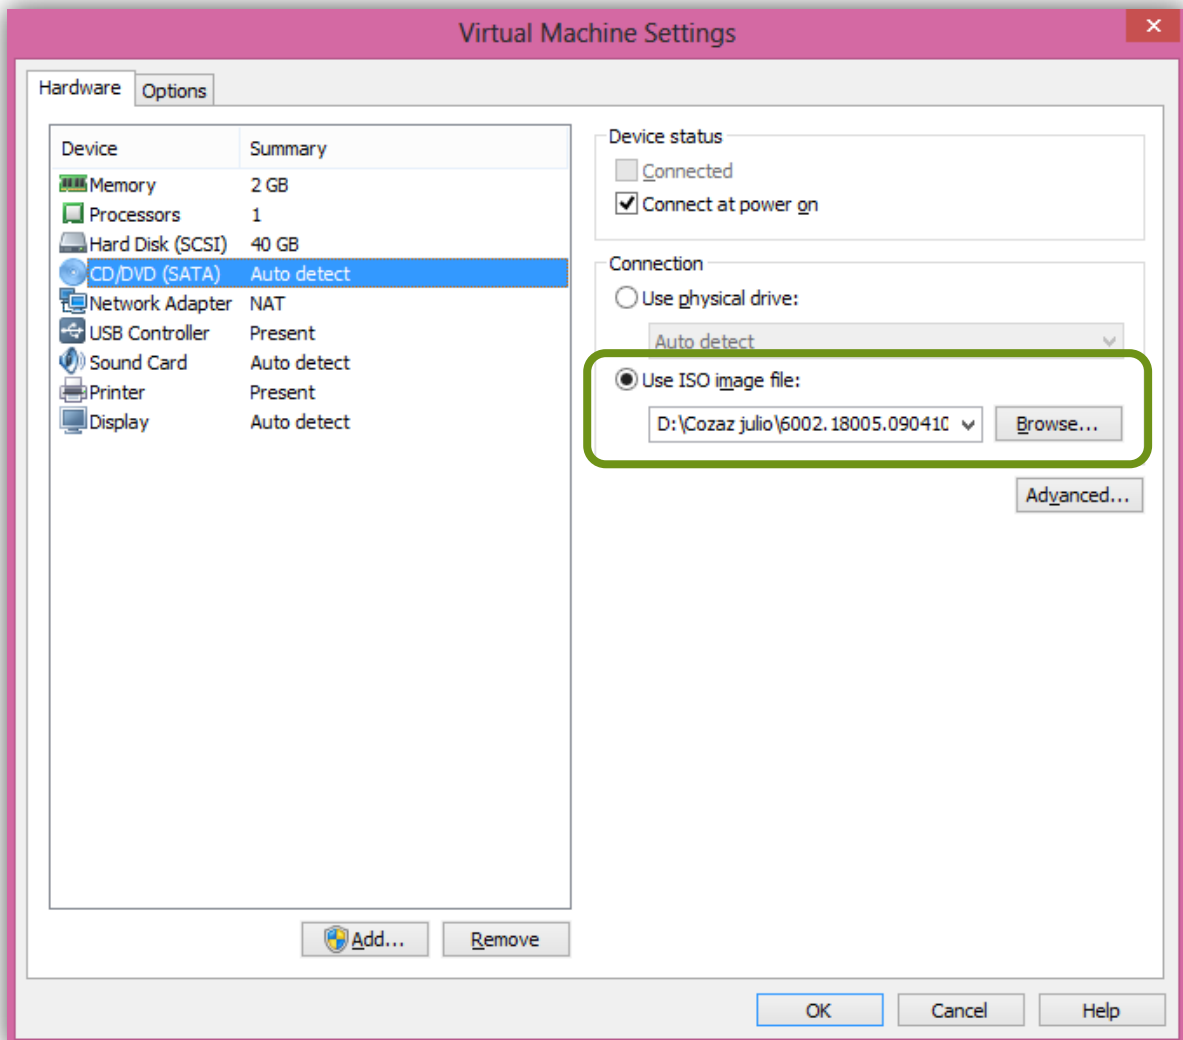 Virtual Machine Settings
Hardware
Options
Device Summary
Memory 2 GB
Processors 1
Hard Disk (SCSI) 40 GB
CD/DVD (SATA) Auto detect
Network Adapter NAT
USB Controller Present
Sound Card Auto detect
Printer Present
Display Auto detect
Add...
Remove
Device status
Connected
Connect at power on
Connection
Use physical drive:
Auto detect
Use ISO image file:
D:\Cozaz julio\6002.18005.090410
Browse...
Advanced...
OK
Cancel
Help